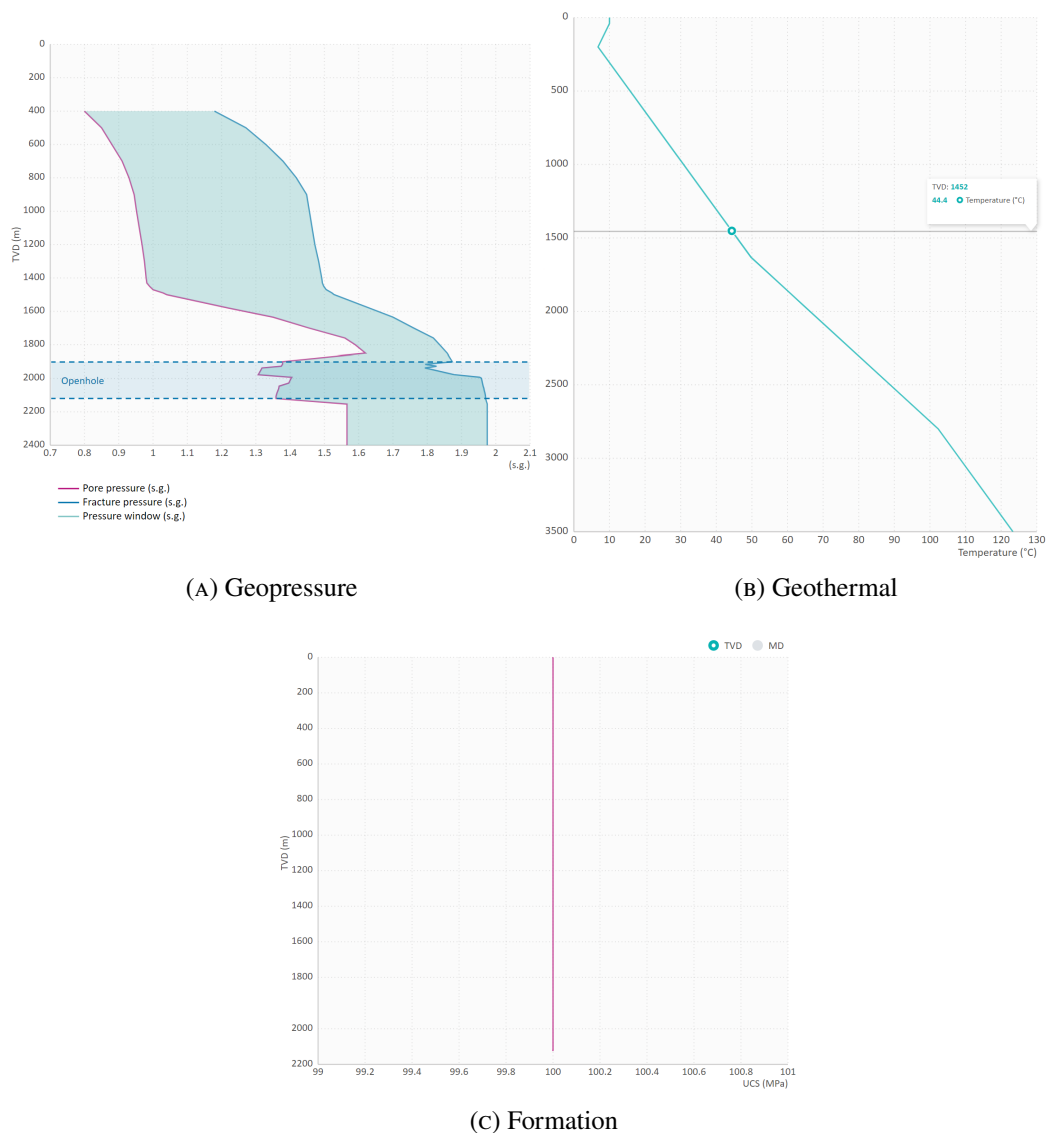 0
200
400
600
800
1000
1200
1400
1600
1800
2000
2200
2400
TVD (m)
Openhole
0.7 0.8 0.9 1 1.1 1.2 1.3 1.4 1.5 1.6 1.7 1.8 1.9 2 2.1
(s.g.)
Pore pressure (s.g.)
Fracture pressure (s.g.)
Pressure window (s.g.)
(A) Geopressure
0
500
1000
1500
2000
2500
3000
3500
TVD: 1452
44.4 Temperature (°C)
0 10 20 30 40 50 60 70 80 90 100 110 120 130
Temperature (°C)
(B) Geothermal
TVD MD
0
200
400
600
800
1000
1200
1400
1600
1800
2000
2200
TVD (m)
99 99.2 99.4 99.6 99.8 100 100.2 100.4 100.6 100.8 101
UCS (MPa)
(C) Formation